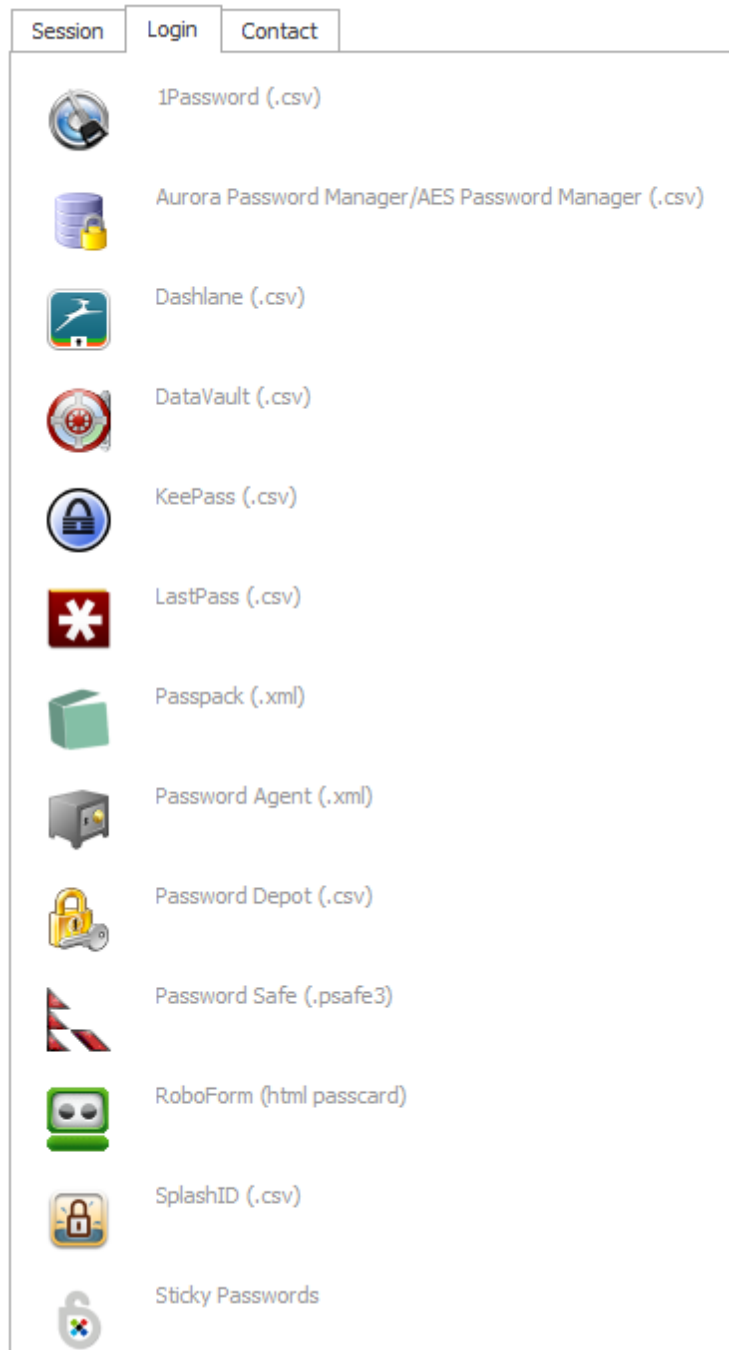 Session
Login
Contact
1Password (.csv)
Aurora Password Manager/AES Password Manager (.csv)
Dashlane (.csv)
DataVault (.csv)
KeePass (.csv)
LastPass (.csv)
Passpack (.xml)
Password Agent (.xml)
Password Depot (.csv)
Password Safe (.psafe3)
RoboForm (html passcard)
SplashID (.csv)
Sticky Passwords